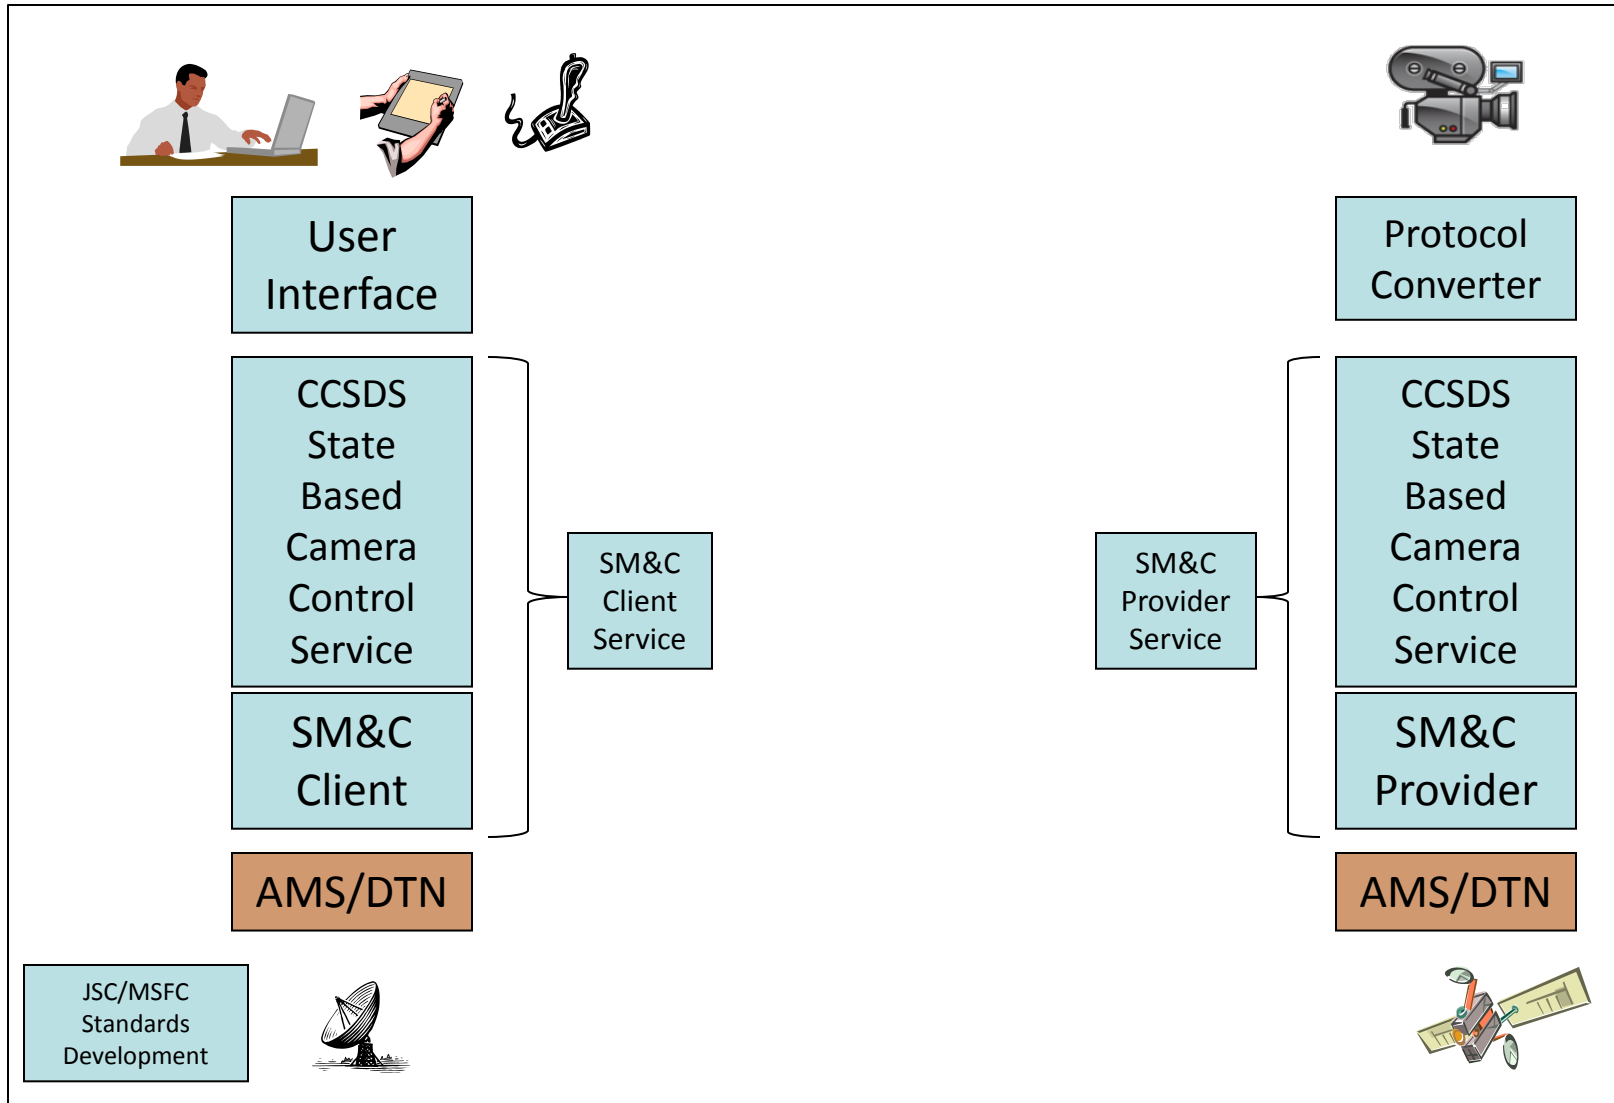 User
Interface
CCSDS
State
Based
Camera
Control
Service
SM&C
Client
AMS/DTN
SM&C
Client
Service
JSC/MSFC
Standards
Development
SM&C
Provider
Service
Protocol
Converter
CCSDS
State
Based
Camera
Control
Service
SM&C
Provider
AMS/DTN